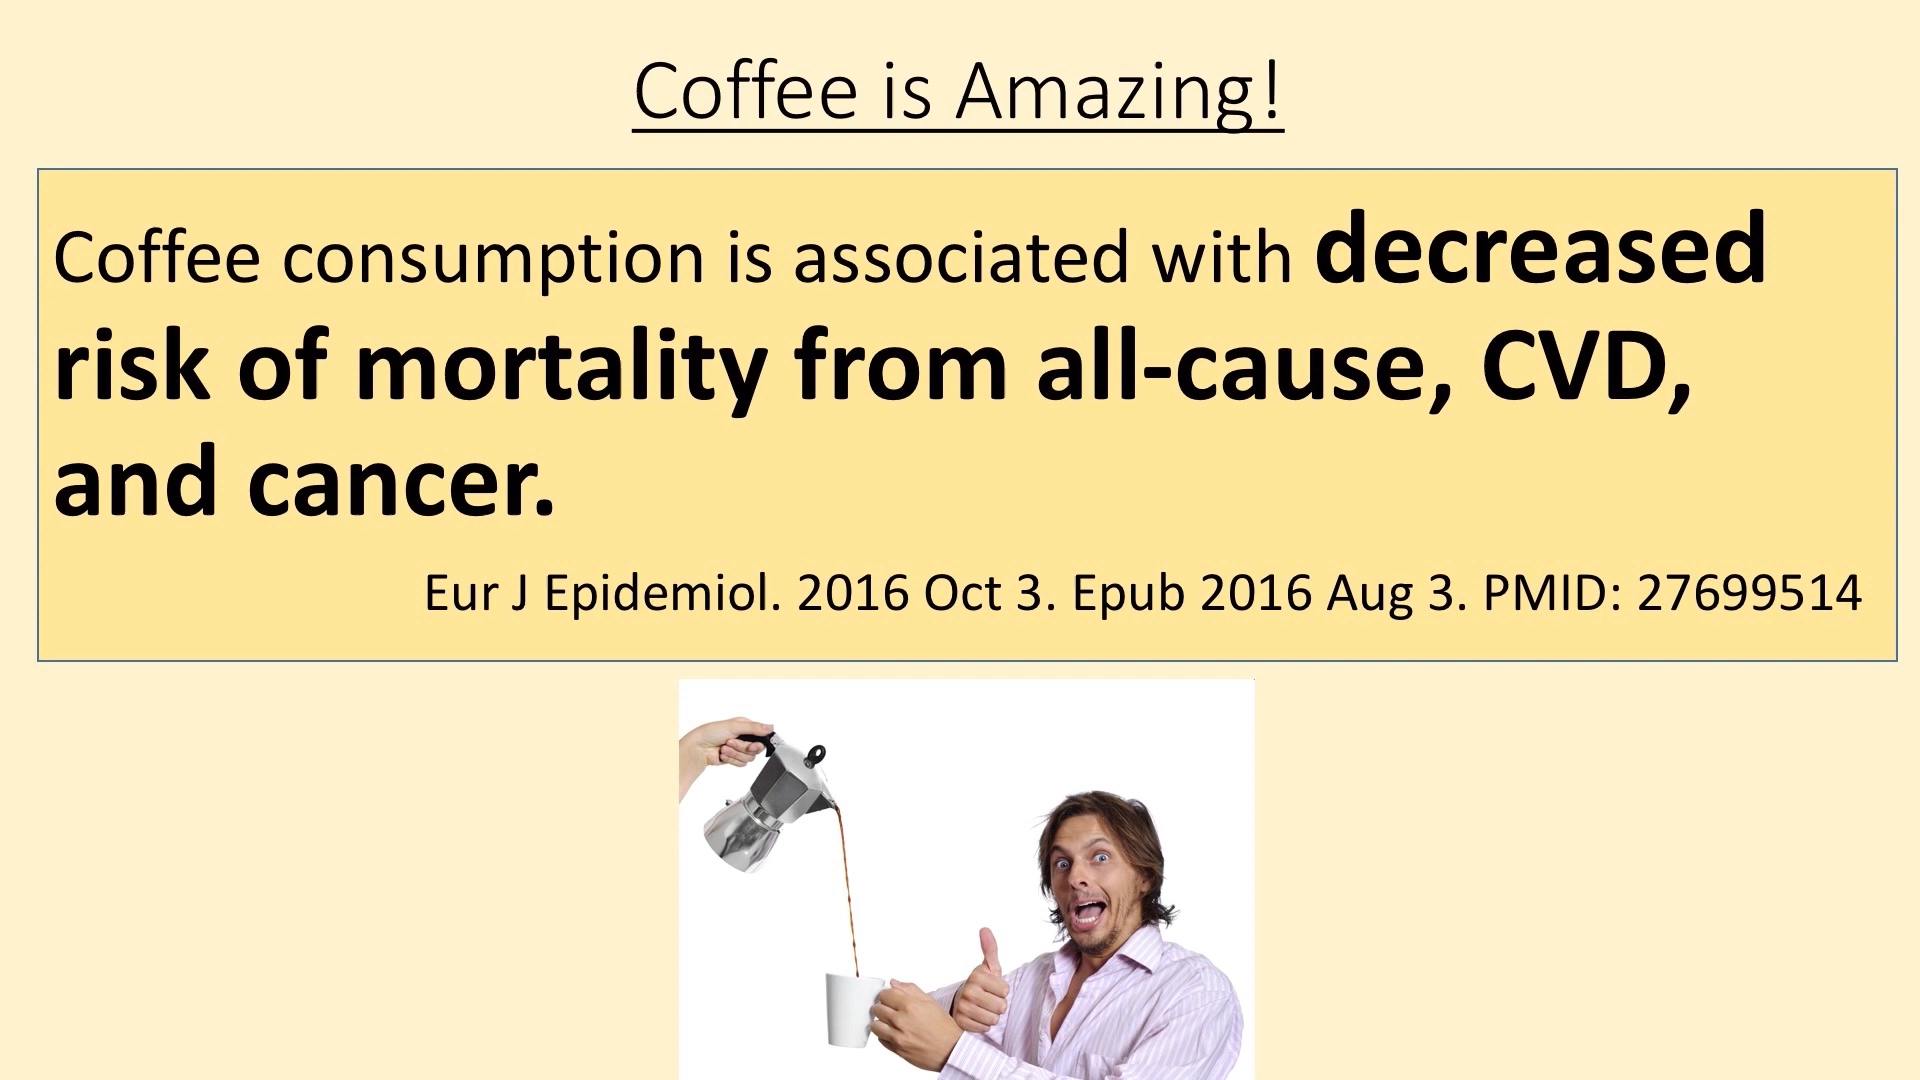 Coffee is Amazing!
Coffee consumption is associated with decreased
risk of mortality from all-cause, CVD,
and cancer.
Eur J Epidemiol. 2016 Oct 3. Epub 2016 Aug 3. PMID: 27699514